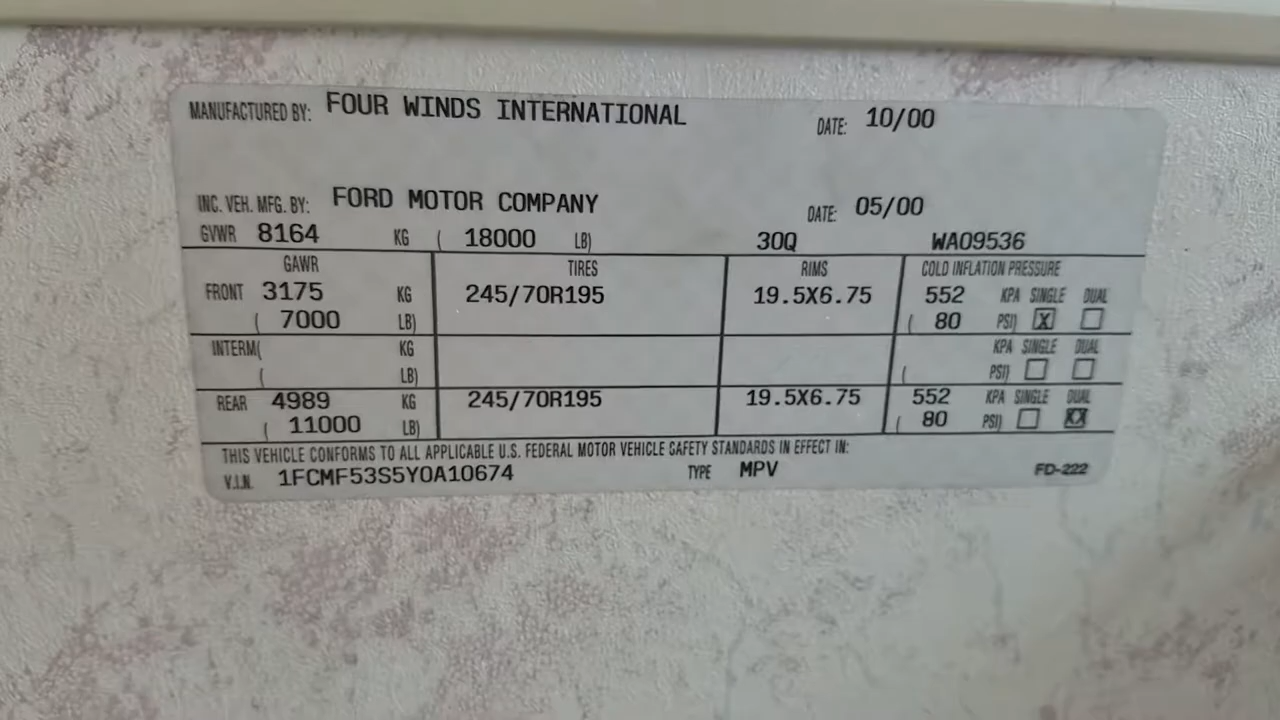 MANUFACTURED BY: FOUR WINDS INTERNATIONAL DATE: 10/00
INC. VEH. MFG. BY: FORD MOTOR COMPANY DATE: 05/00
GVWR 8164 KG ( 18000 LB) 30Q WA09536
GAWR TIRES RIMS COLD INFLATION PRESSURE
FRONT 3175 KG 245/70R195 19.5X6.75 552 KPA SINGLE DUAL
( 7000 LB) ( 80 PSI) X
INTERM( KG KPA SINGLE DUAL
( LB) ( PSI)
REAR 4989 KG 245/70R195 19.5X6.75 552 KPA SINGLE DUAL
( 11000 LB) ( 80 PSI) XX
THIS VEHICLE CONFORMS TO ALL APPLICABLE U.S. FEDERAL MOTOR VEHICLE SAFETY STANDARDS IN EFFECT IN:
V.I.N. 1FCMF53S5Y0A10674 TYPE MPV FD-222